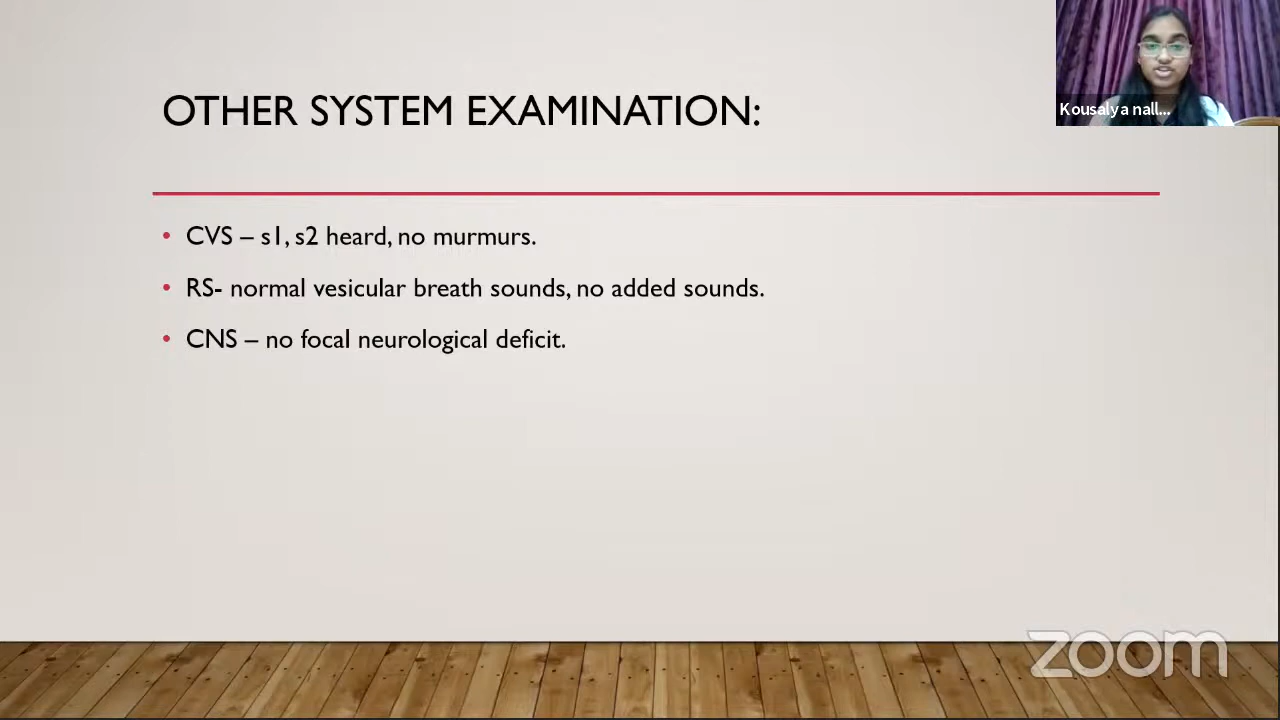 Kousalya nall...
OTHER SYSTEM EXAMINATION:
• CVS – s1, s2 heard, no murmurs.
• RS- normal vesicular breath sounds, no added sounds.
• CNS – no focal neurological deficit.
zoom